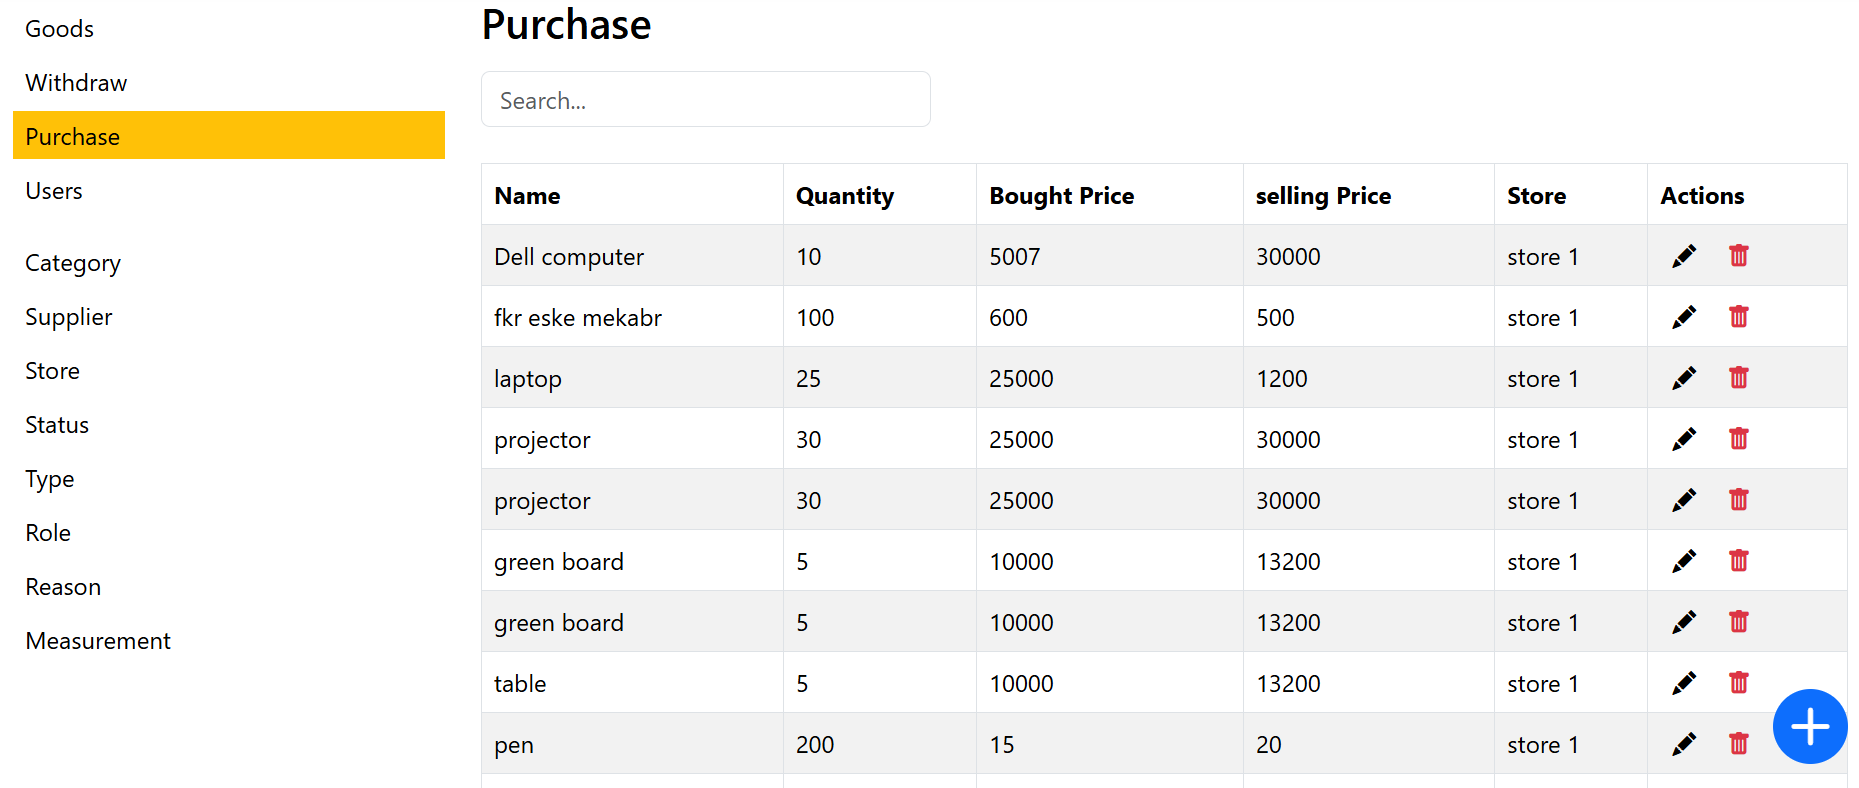 Goods
Withdraw
Purchase
Users
Category
Supplier
Store
Status
Type
Role
Reason
Measurement
Purchase
Search...
Name Quantity Bought Price selling Price Store Actions
Dell computer 10 5007 30000 store 1
fkr eske mekabr 100 600 500 store 1
laptop 25 25000 1200 store 1
projector 30 25000 30000 store 1
projector 30 25000 30000 store 1
green board 5 10000 13200 store 1
green board 5 10000 13200 store 1
table 5 10000 13200 store 1
pen 200 15 20 store 1